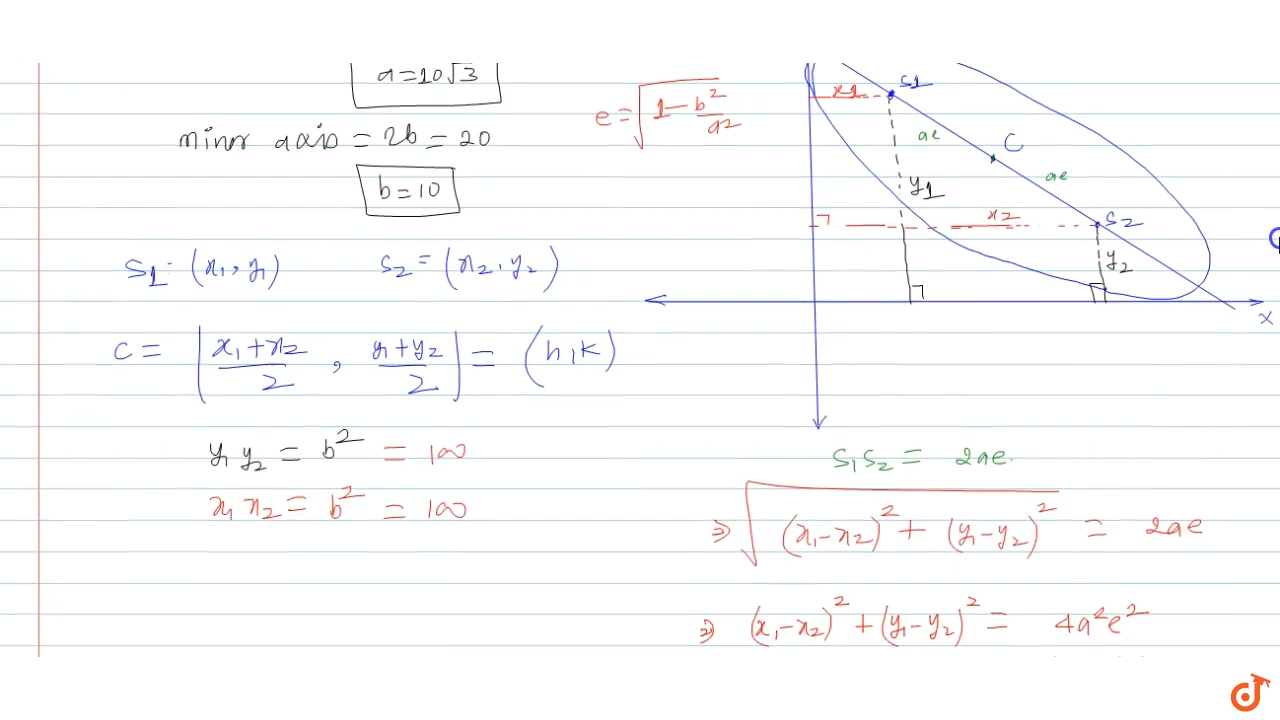 a = 10√3
minor axis = 2b = 20
b = 10
e = √(1 - b²/a²)
S1 = (x₁, y₁) S₂ = (x₂, y₂)
C = [(x₁ + x₂)/2 , (y₁ + y₂)/2] = (h, k)
y₁ y₂ = b² = 100
x₁ x₂ = b² = 100
x1 S1
ae C
y1 ae
x2 S2
y2
X
S₁S₂ = 2ae.
⇒ √((x₁ - x₂)² + (y₁ - y₂)²) = 2ae
⇒ (x₁ - x₂)² + (y₁ - y₂)² = 4a²e²